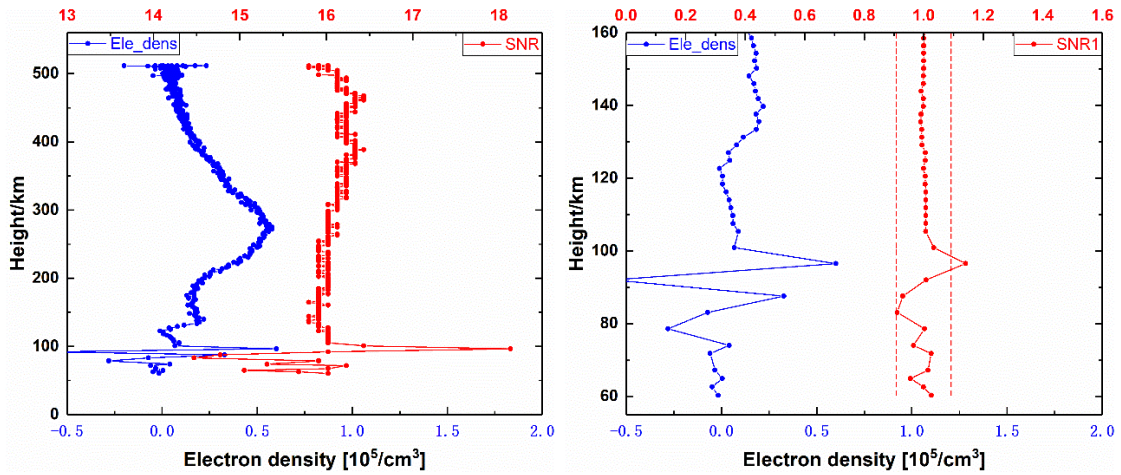 13 14 15 16 17 18
Ele_dens
SNR
500
400
300
200
100
0
Height/km
-0.5 0.0 0.5 1.0 1.5 2.0
Electron density [10⁵/cm³]
0.0 0.2 0.4 0.6 0.8 1.0 1.2 1.4 1.6
Ele_dens
SNR1
160
140
120
100
80
60
Height/km
-0.5 0.0 0.5 1.0 1.5 2.0
Electron density [10⁵/cm³]